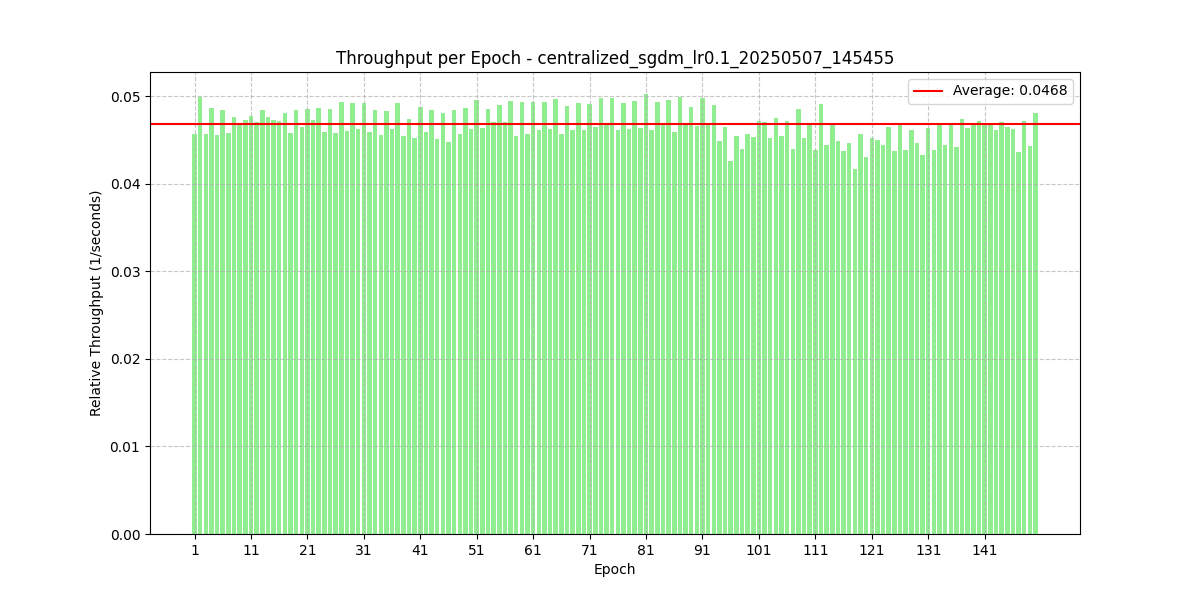 Throughput per Epoch - centralized_sgdm_lr0.1_20250507_145455
Average: 0.0468
Relative Throughput (1/seconds)
0.05
0.04
0.03
0.02
0.01
0.00
1 11 21 31 41 51 61 71 81 91 101 111 121 131 141
Epoch